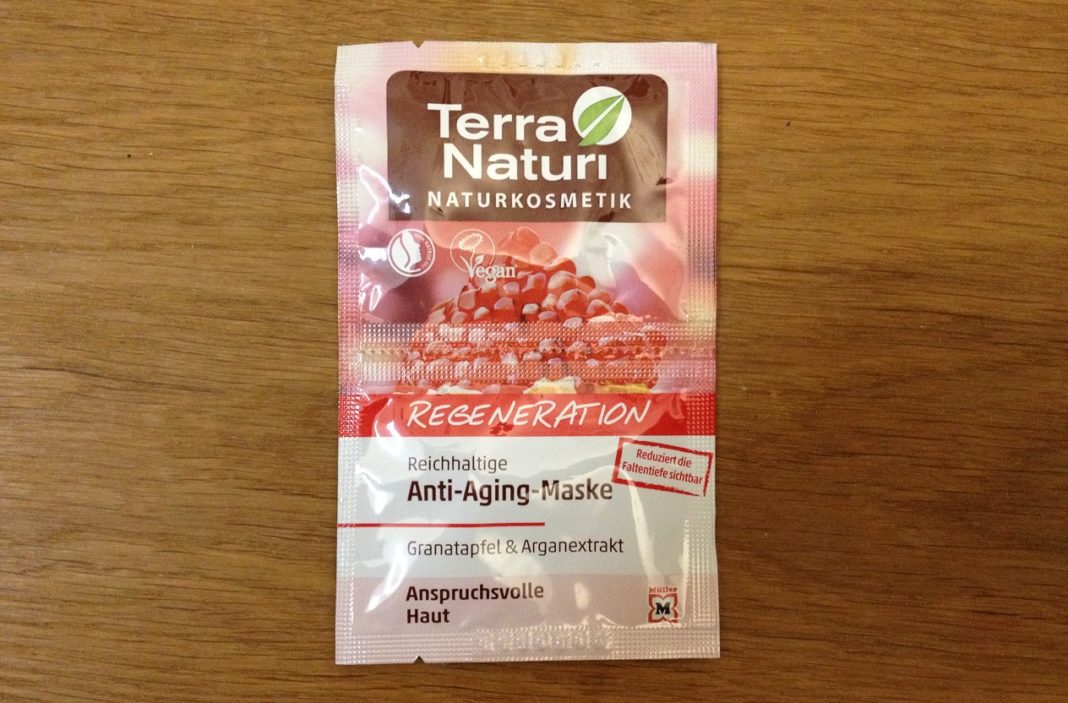 Terra
Naturi
NATURKOSMETIK
Vegan
REGENERATION
Reichhaltige
Anti-Aging-Maske
Reduziert die
Faltentiefe sichtbar
Granatapfel & Arganextrakt
Anspruchsvolle
Haut
Müller
M